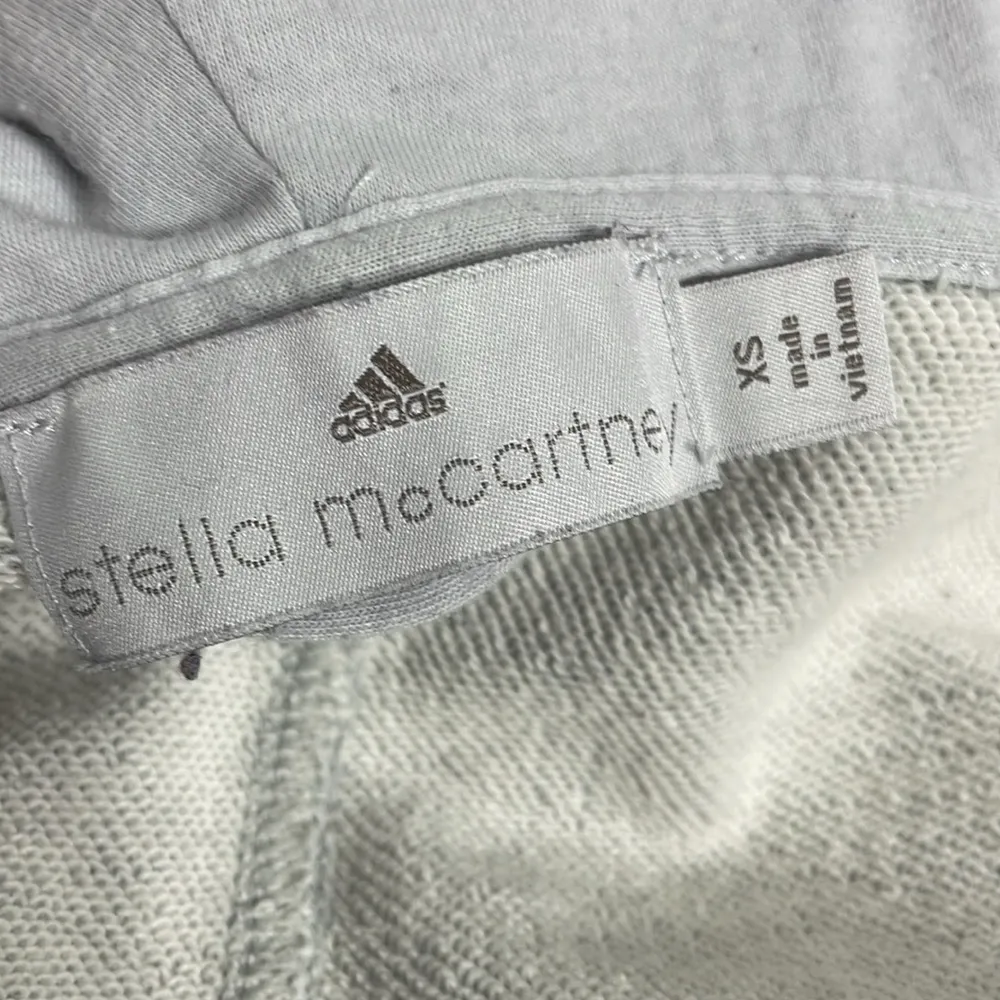 adidas
stella mccartney
XS
made
in
vietnam